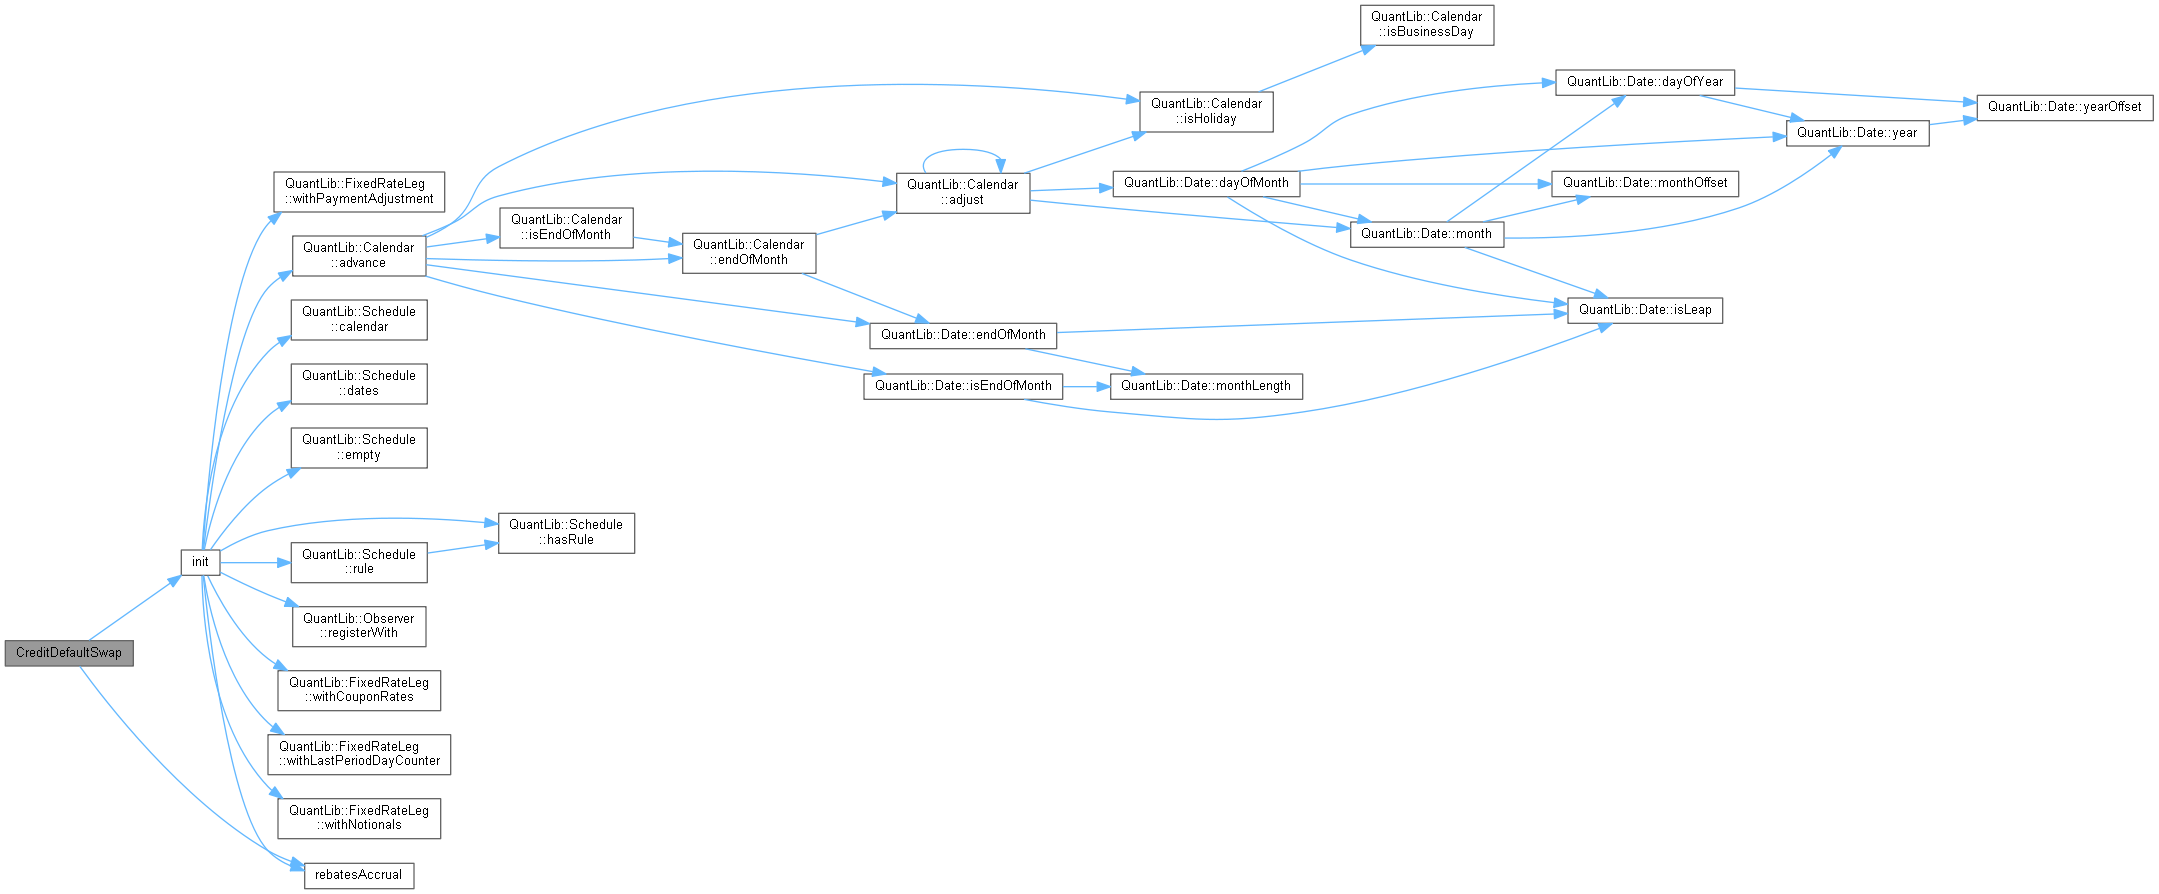 QuantLib::Calendar
::isBusinessDay
QuantLib::Date::dayOfYear
QuantLib::Calendar
::isHoliday
QuantLib::Date::yearOffset
QuantLib::Date::year
QuantLib::FixedRateLeg
::withPaymentAdjustment
QuantLib::Calendar
::adjust
QuantLib::Date::dayOfMonth
QuantLib::Date::monthOffset
QuantLib::Calendar
::isEndOfMonth
QuantLib::Date::month
QuantLib::Calendar
::advance
QuantLib::Calendar
::endOfMonth
QuantLib::Schedule
::calendar
QuantLib::Date::isLeap
QuantLib::Date::endOfMonth
QuantLib::Schedule
::dates
QuantLib::Date::isEndOfMonth
QuantLib::Date::monthLength
QuantLib::Schedule
::empty
QuantLib::Schedule
::hasRule
init
QuantLib::Schedule
::rule
QuantLib::Observer
::registerWith
CreditDefaultSwap
QuantLib::FixedRateLeg
::withCouponRates
QuantLib::FixedRateLeg
::withLastPeriodDayCounter
QuantLib::FixedRateLeg
::withNotionals
rebatesAccrual